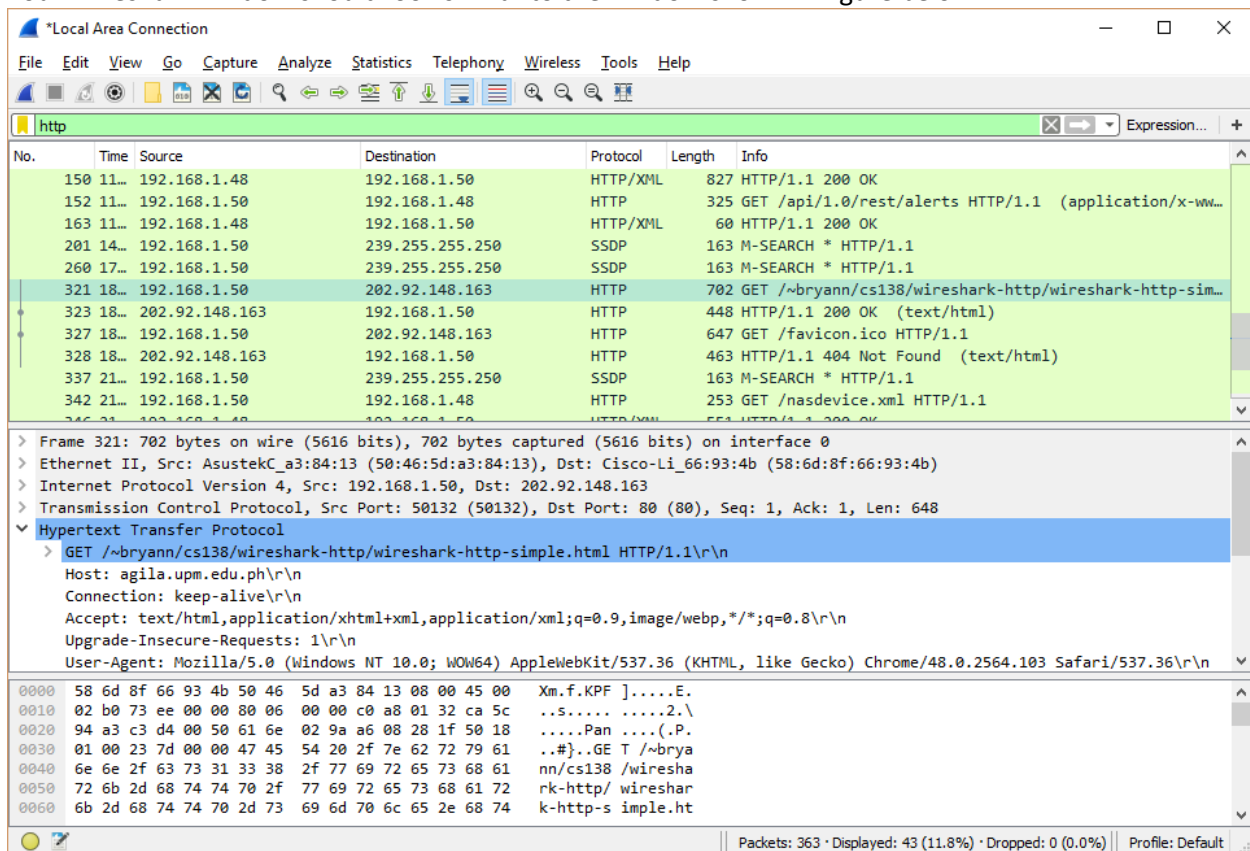 *Local Area Connection
File Edit View Go Capture Analyze Statistics Telephony Wireless Tools Help
http Expression... +
No. Time Source Destination Protocol Length Info
150 11... 192.168.1.48 192.168.1.50 HTTP/XML 827 HTTP/1.1 200 OK
152 11... 192.168.1.50 192.168.1.48 HTTP 325 GET /api/1.0/rest/alerts HTTP/1.1 (application/x-ww...
163 11... 192.168.1.48 192.168.1.50 HTTP/XML 60 HTTP/1.1 200 OK
201 14... 192.168.1.50 239.255.255.250 SSDP 163 M-SEARCH * HTTP/1.1
260 17... 192.168.1.50 239.255.255.250 SSDP 163 M-SEARCH * HTTP/1.1
321 18... 192.168.1.50 202.92.148.163 HTTP 702 GET /~bryann/cs138/wireshark-http/wireshark-http-sim...
323 18... 202.92.148.163 192.168.1.50 HTTP 448 HTTP/1.1 200 OK (text/html)
327 18... 192.168.1.50 202.92.148.163 HTTP 647 GET /favicon.ico HTTP/1.1
328 18... 202.92.148.163 192.168.1.50 HTTP 463 HTTP/1.1 404 Not Found (text/html)
337 21... 192.168.1.50 239.255.255.250 SSDP 163 M-SEARCH * HTTP/1.1
342 21... 192.168.1.50 192.168.1.48 HTTP 253 GET /nasdevice.xml HTTP/1.1
> Frame 321: 702 bytes on wire (5616 bits), 702 bytes captured (5616 bits) on interface 0
> Ethernet II, Src: AsustekC_a3:84:13 (50:46:5d:a3:84:13), Dst: Cisco-Li_66:93:4b (58:6d:8f:66:93:4b)
> Internet Protocol Version 4, Src: 192.168.1.50, Dst: 202.92.148.163
> Transmission Control Protocol, Src Port: 50132 (50132), Dst Port: 80 (80), Seq: 1, Ack: 1, Len: 648
Hypertext Transfer Protocol
> GET /~bryann/cs138/wireshark-http/wireshark-http-simple.html HTTP/1.1\r\n
Host: agila.upm.edu.ph\r\n
Connection: keep-alive\r\n
Accept: text/html,application/xhtml+xml,application/xml;q=0.9,image/webp,*/*;q=0.8\r\n
Upgrade-Insecure-Requests: 1\r\n
User-Agent: Mozilla/5.0 (Windows NT 10.0; WOW64) AppleWebKit/537.36 (KHTML, like Gecko) Chrome/48.0.2564.103 Safari/537.36\r\n
0000 58 6d 8f 66 93 4b 50 46 5d a3 84 13 08 00 45 00 Xm.f.KPF ].....E.
0010 02 b0 73 ee 00 00 80 06 00 00 c0 a8 01 32 ca 5c ..s..... .....2.\
0020 94 a3 c3 d4 00 50 61 6e 02 9a a6 08 28 1f 50 18 .....Pan ....(.P.
0030 01 00 23 7d 00 00 47 45 54 20 2f 7e 62 72 79 61 ..#}..GE T /~brya
0040 6e 6e 2f 63 73 31 33 38 2f 77 69 72 65 73 68 61 nn/cs138 /wiresha
0050 72 6b 2d 68 74 74 70 2f 77 69 72 65 73 68 61 72 rk-http/ wireshar
0060 6b 2d 68 74 74 70 2d 73 69 6d 70 6c 65 2e 68 74 k-http-s imple.ht
Packets: 363 · Displayed: 43 (11.8%) · Dropped: 0 (0.0%) Profile: Default